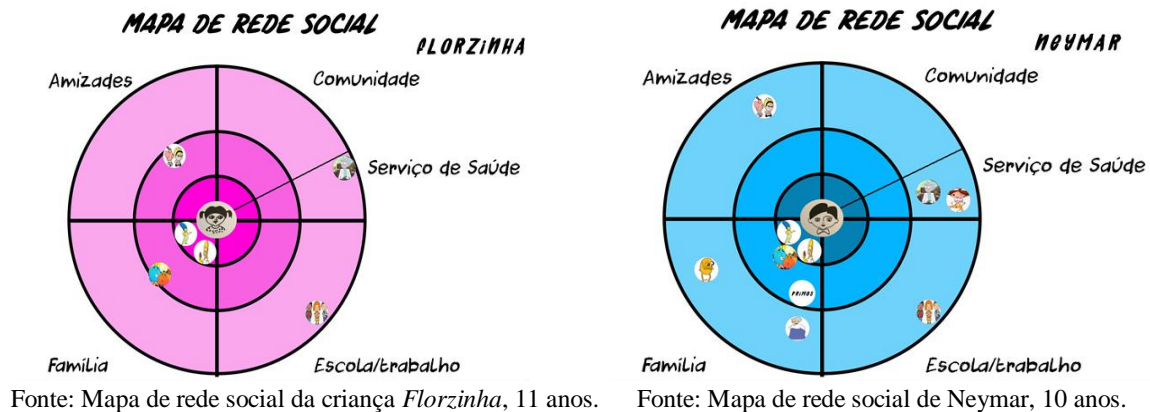 MAPA DE REDE SOCIAL
FLORZINHA
Amizades
Comunidade
Serviço de Saúde
Família
Escola/trabalho
Fonte: Mapa de rede social da criança Florzinha, 11 anos.
MAPA DE REDE SOCIAL
NEYMAR
Amizades
Comunidade
Serviço de Saúde
PRIMOS
Família
Escola/trabalho
Fonte: Mapa de rede social de Neymar, 10 anos.